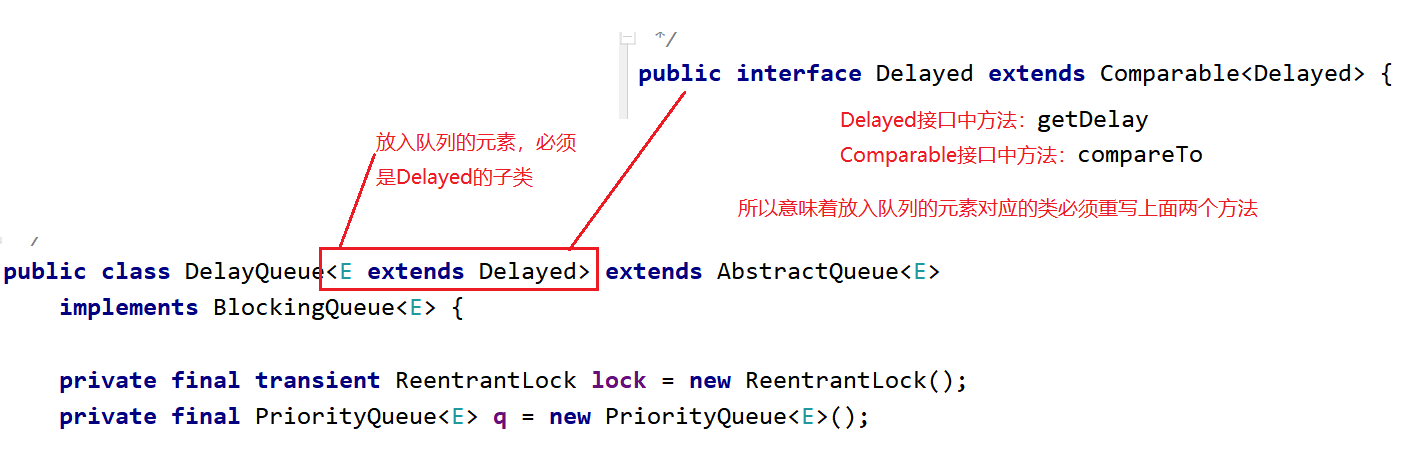 */
public interface Delayed extends Comparable<Delayed> {
Delayed接口中方法：getDelay
Comparable接口中方法：compareTo
放入队列的元素，必须
是Delayed的子类
所以意味着放入队列的元素对应的类必须重写上面两个方法
/
public class DelayQueue<E extends Delayed> extends AbstractQueue<E>
implements BlockingQueue<E> {
private final transient ReentrantLock lock = new ReentrantLock();
private final PriorityQueue<E> q = new PriorityQueue<E>();